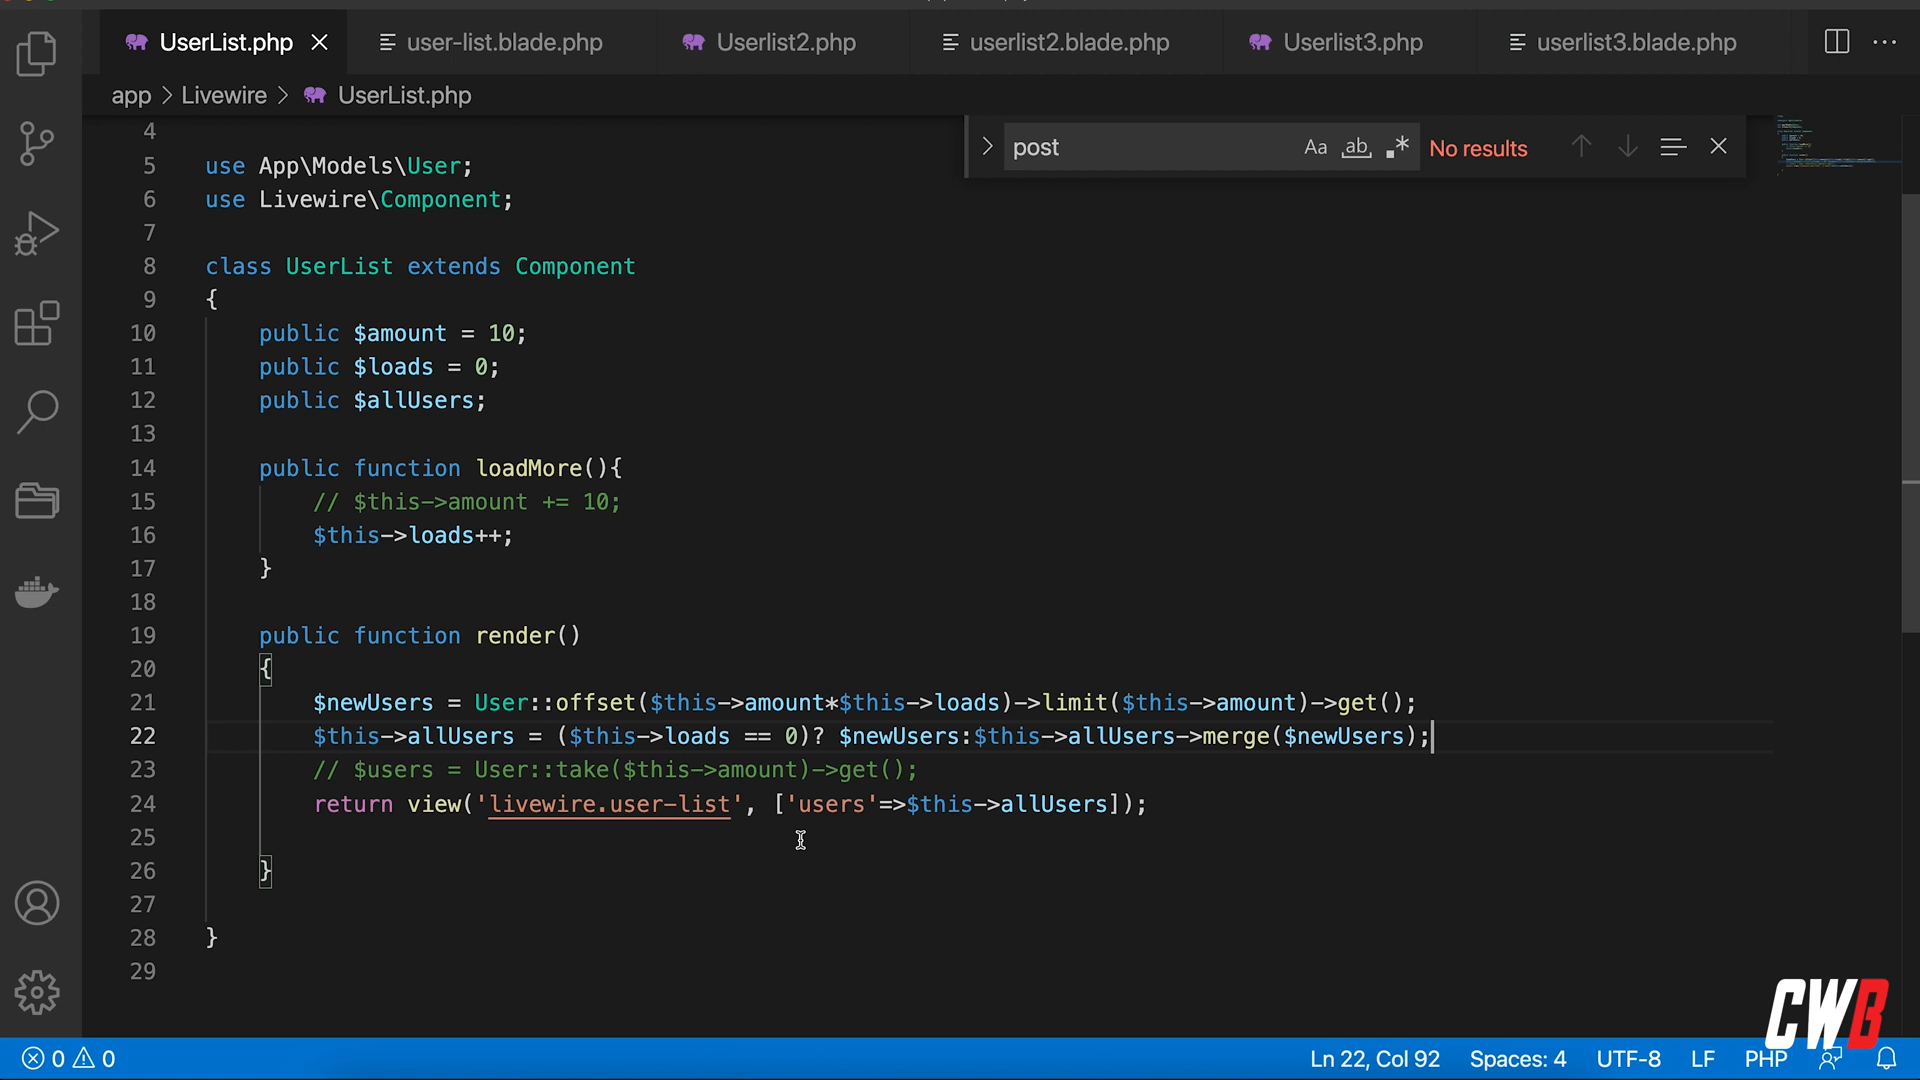 UserList.php
user-list.blade.php
Userlist2.php
userlist2.blade.php
Userlist3.php
userlist3.blade.php
app > Livewire > UserList.php
post
Aa
ab
.*
No results
4
5 use App\Models\User;
6 use Livewire\Component;
7
8 class UserList extends Component
9 {
10 public $amount = 10;
11 public $loads = 0;
12 public $allUsers;
13
14 public function loadMore(){
15 // $this->amount += 10;
16 $this->loads++;
17 }
18
19 public function render()
20 {
21 $newUsers = User::offset($this->amount*$this->loads)->limit($this->amount)->get();
22 $this->allUsers = ($this->loads == 0)? $newUsers:$this->allUsers->merge($newUsers);
23 // $users = User::take($this->amount)->get();
24 return view('livewire.user-list', ['users'=>$this->allUsers]);
25
26 }
27
28 }
29
CWB
0 0
Ln 22, Col 92
Spaces: 4
UTF-8
LF
PHP